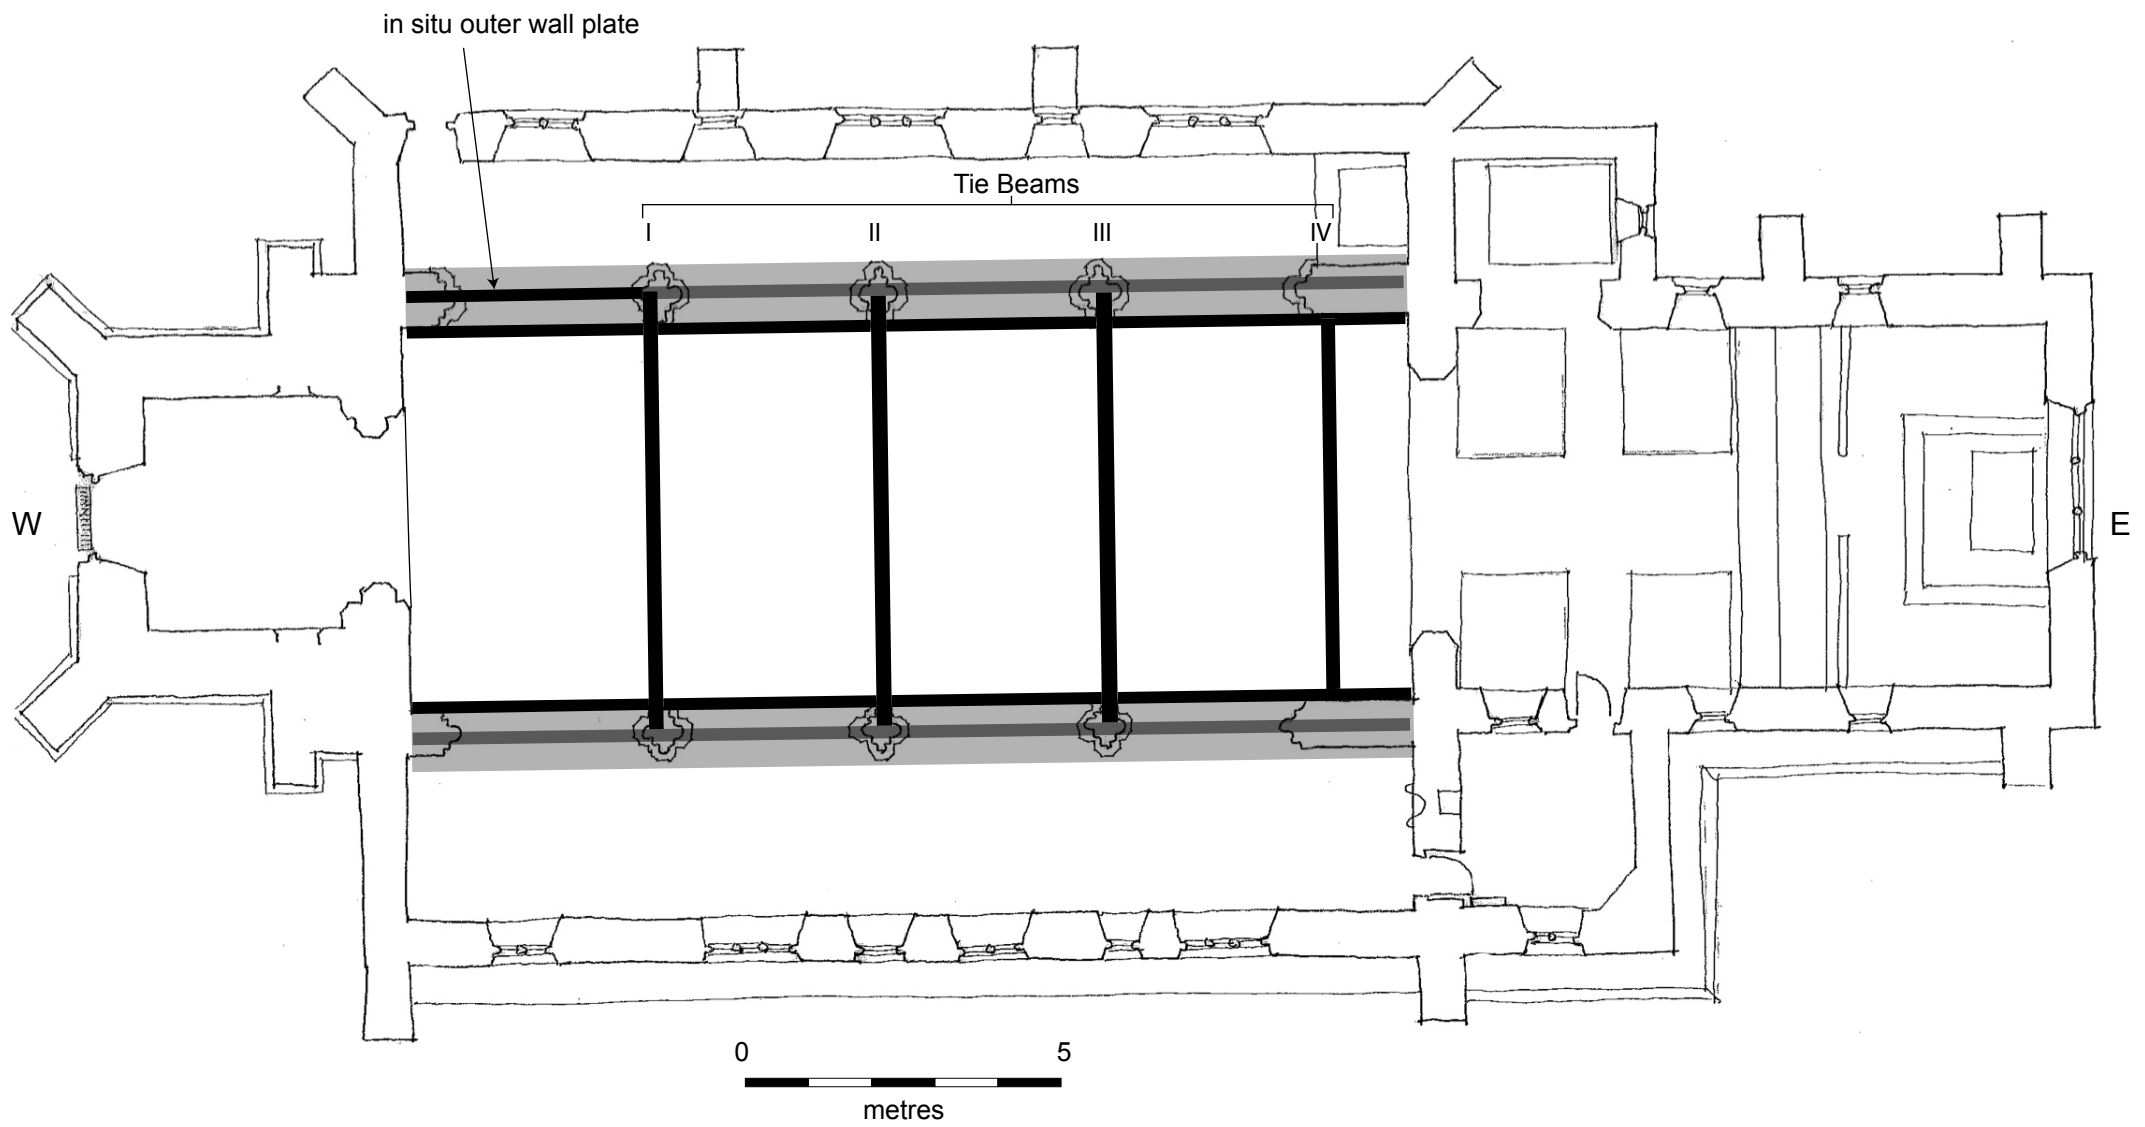 in situ outer wall plate
Tie Beams
I II III IV
W E
0 5
metres